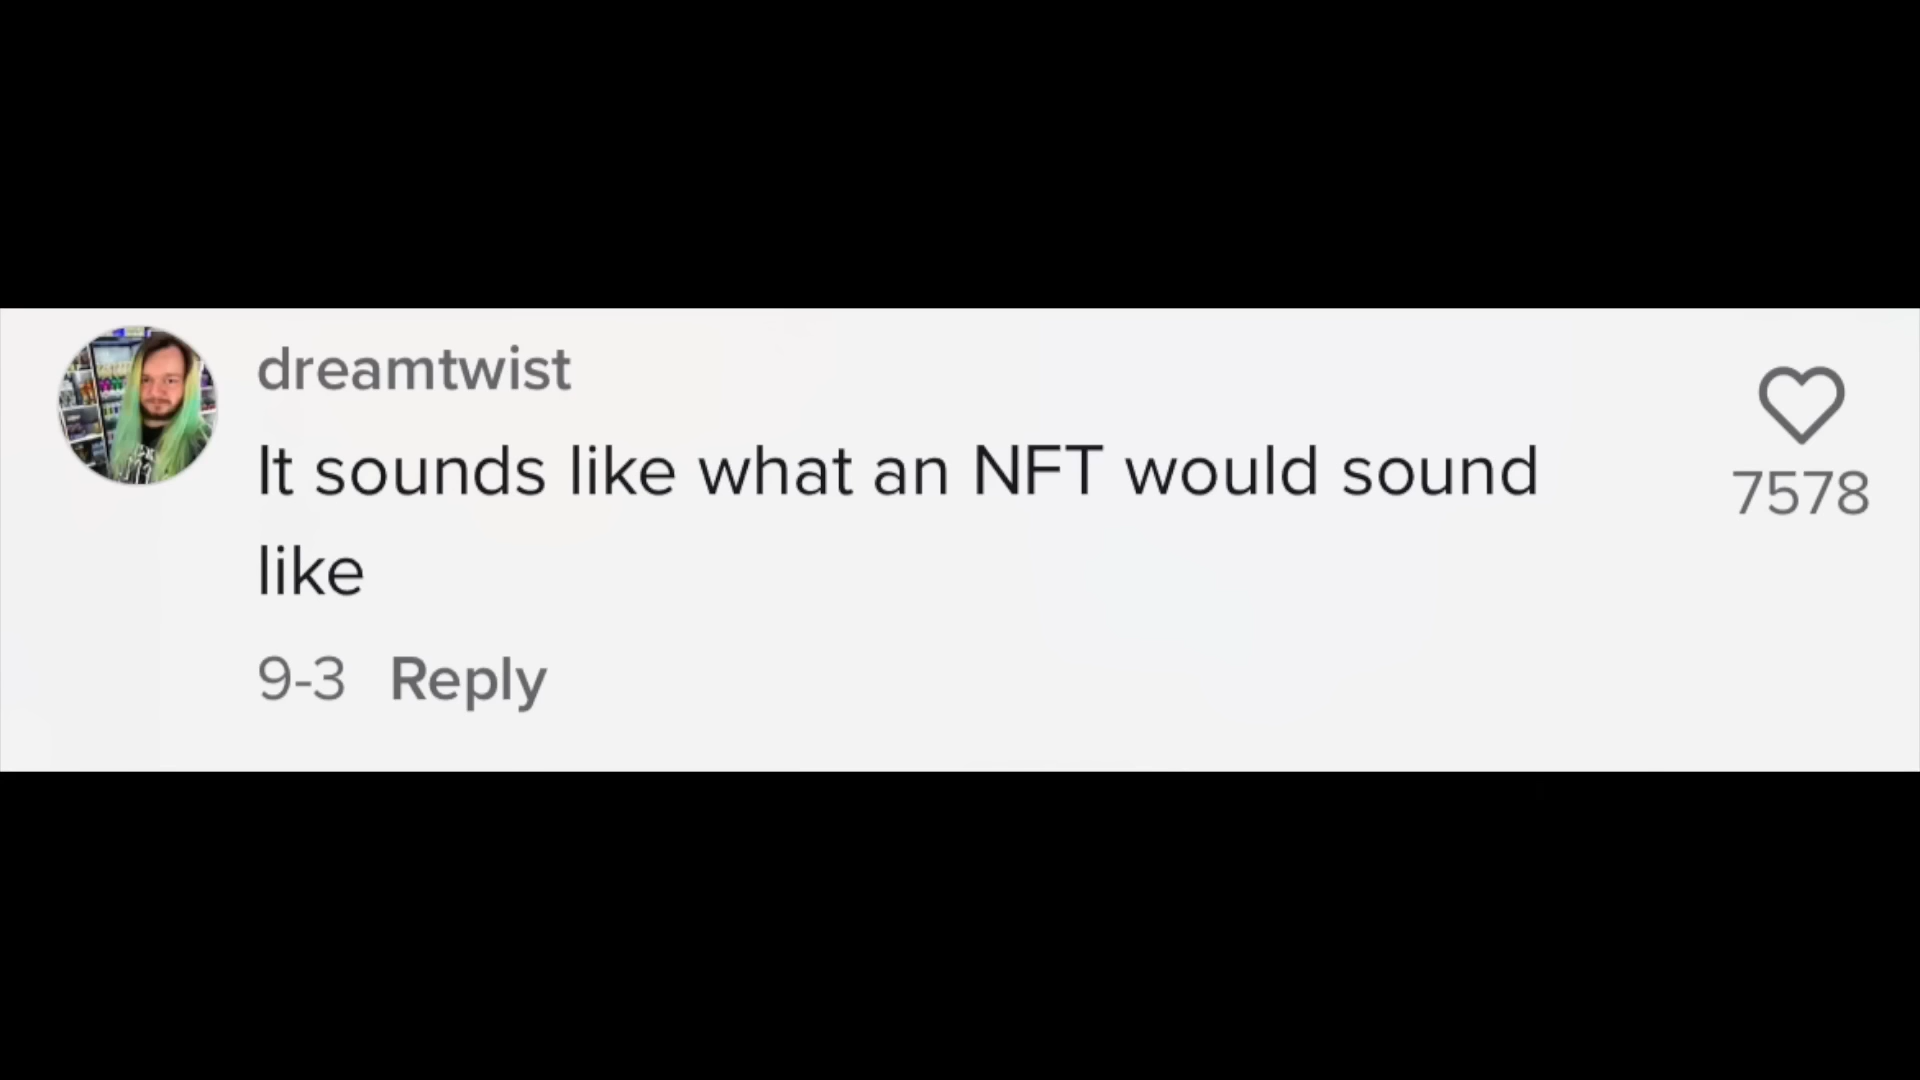 dreamtwist
It sounds like what an NFT would sound
like
7578
9-3 Reply